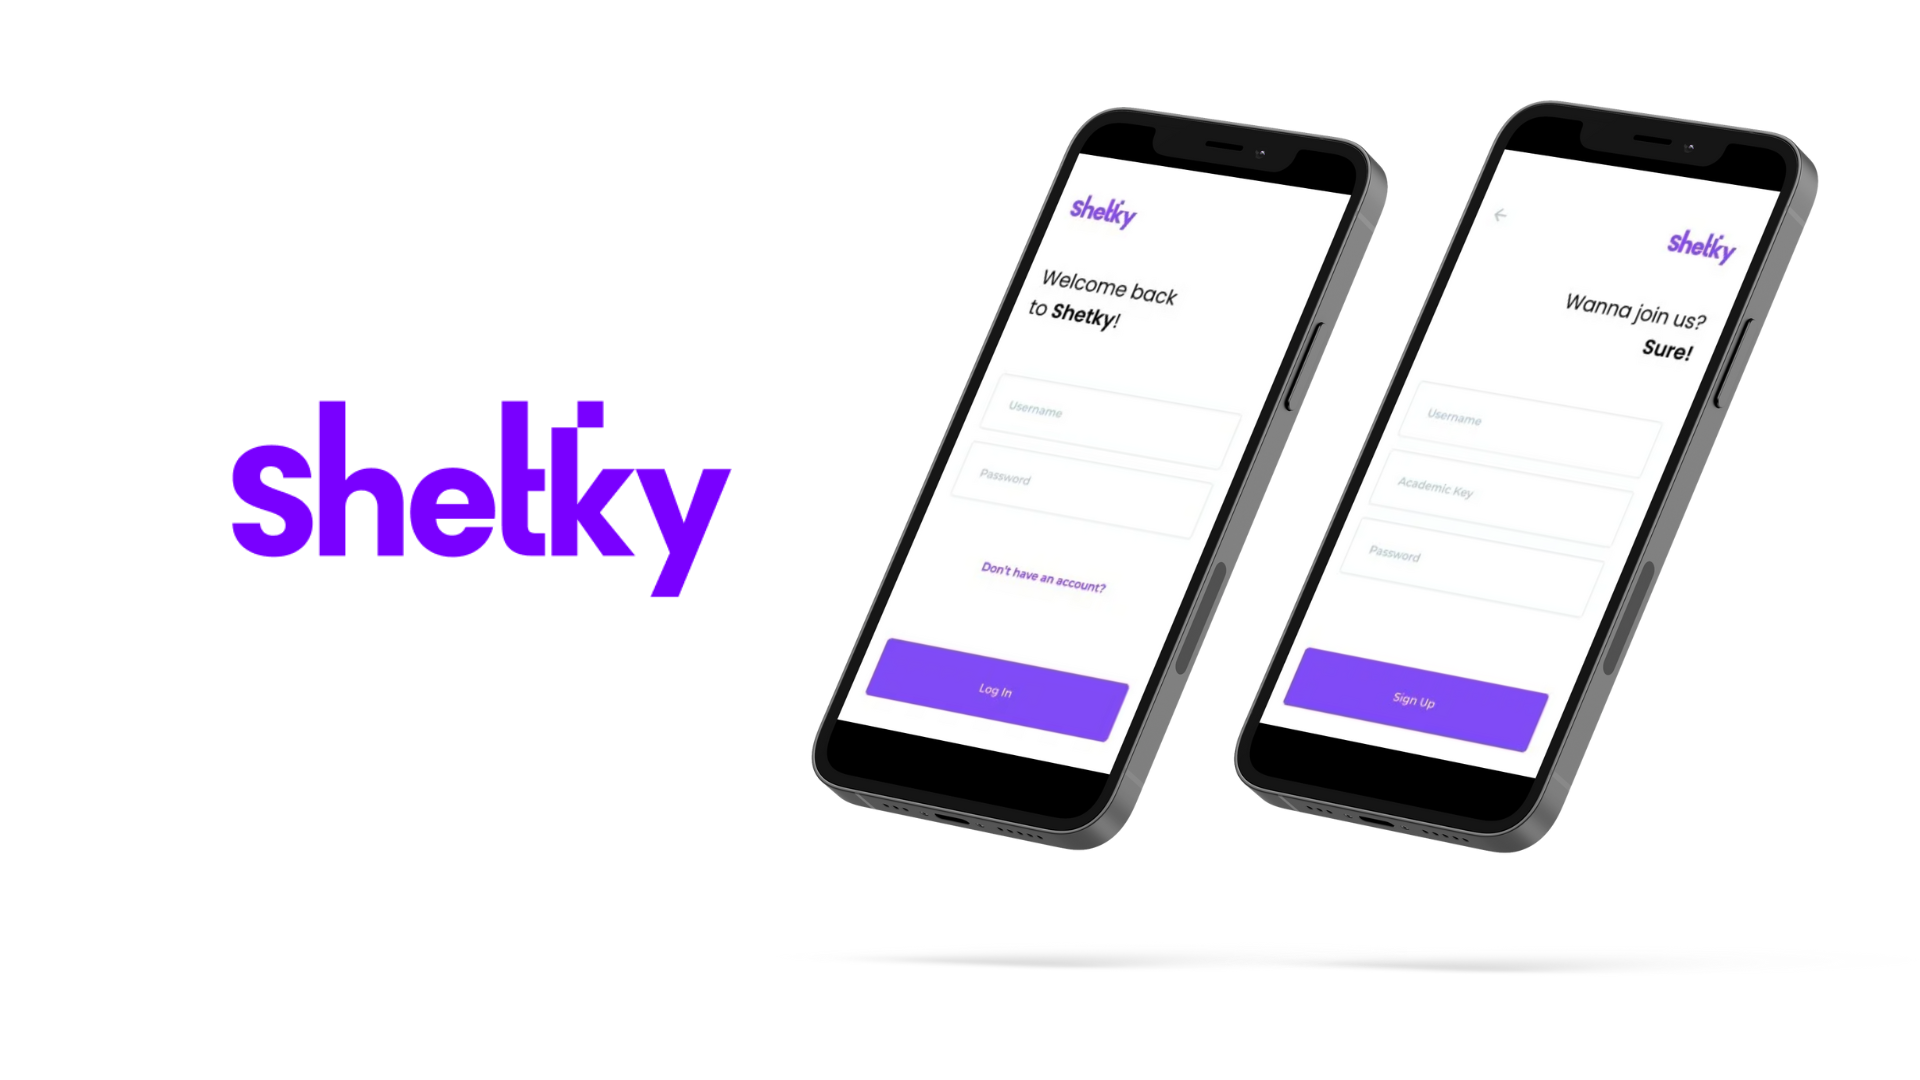 Shetky
shetky
Welcome back
to Shetky!
Username
Password
Don't have an account?
Log In
shetky
Wanna join us?
Sure!
Username
Academic Key
Password
Sign Up